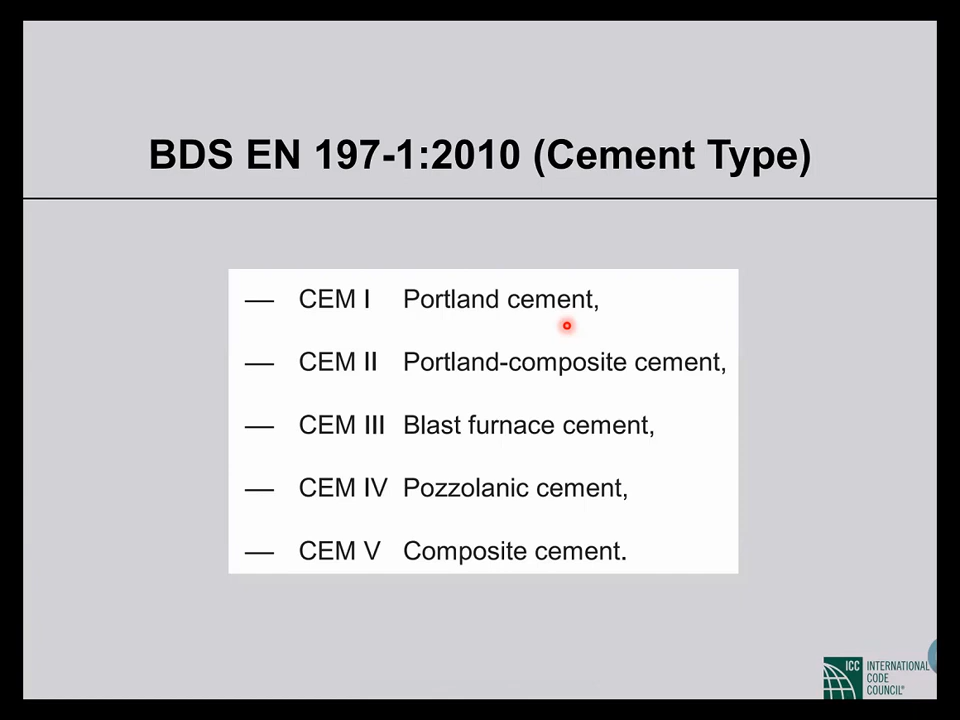 BDS EN 197-1:2010 (Cement Type)
— CEM I Portland cement,
— CEM II Portland-composite cement,
— CEM III Blast furnace cement,
— CEM IV Pozzolanic cement,
— CEM V Composite cement.
ICC
INTERNATIONAL
CODE
COUNCIL®